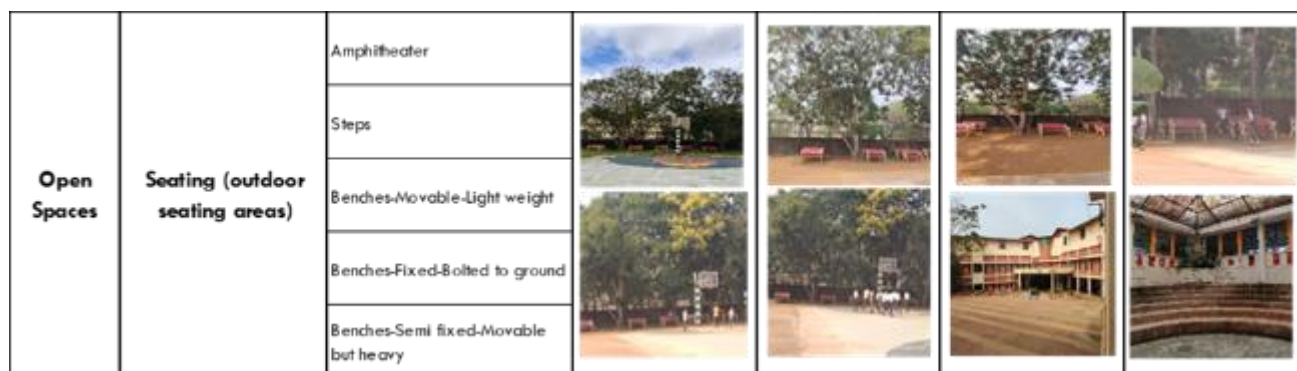 Open
Spaces
Seating (outdoor
seating areas)
Amphitheater
Steps
Benches-Movable-Light weight
Benches-Fixed-Bolted to ground
Benches-Semi fixed-Movable
but heavy